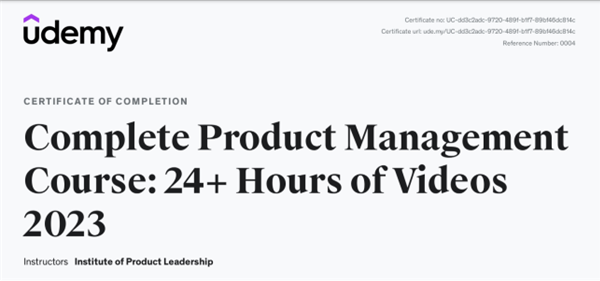 udemy
Certificate no: UC-dd3c2adc-9720-489f-b1f7-89bf46dc814c
Certificate url: ude.my/UC-dd3c2adc-9720-489f-b1f7-89bf46dc814c
Reference Number: 0004
CERTIFICATE OF COMPLETION
Complete Product Management
Course: 24+ Hours of Videos
2023
Instructors Institute of Product Leadership